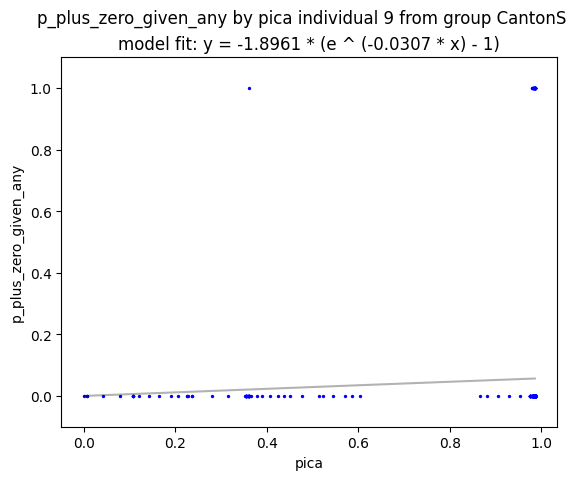 p_plus_zero_given_any by pica individual 9 from group CantonS
model fit: y = -1.8961 * (e ^ (-0.0307 * x) - 1)
1.0
0.8
0.6
0.4
0.2
0.0
p_plus_zero_given_any
0.0 0.2 0.4 0.6 0.8 1.0
pica